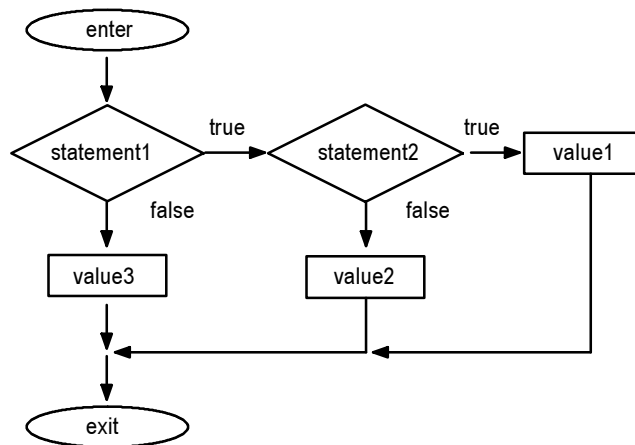 enter
true
true
statement1
statement2
value1
false
false
value3
value2
exit